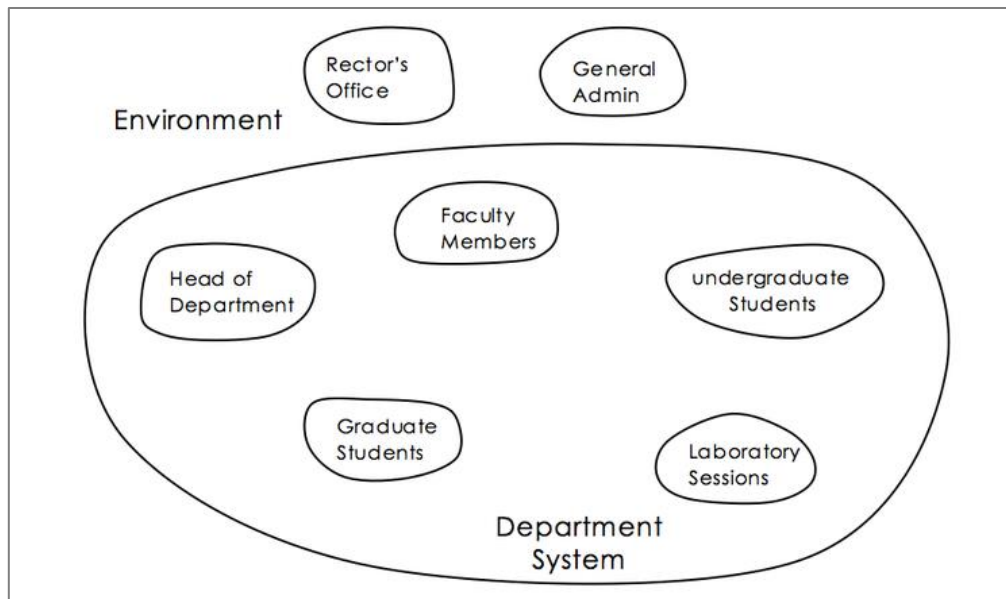 Rector's
Office
General
Admin
Environment
Faculty
Members
Head of
Department
undergraduate
Students
Graduate
Students
Laboratory
Sessions
Department
System